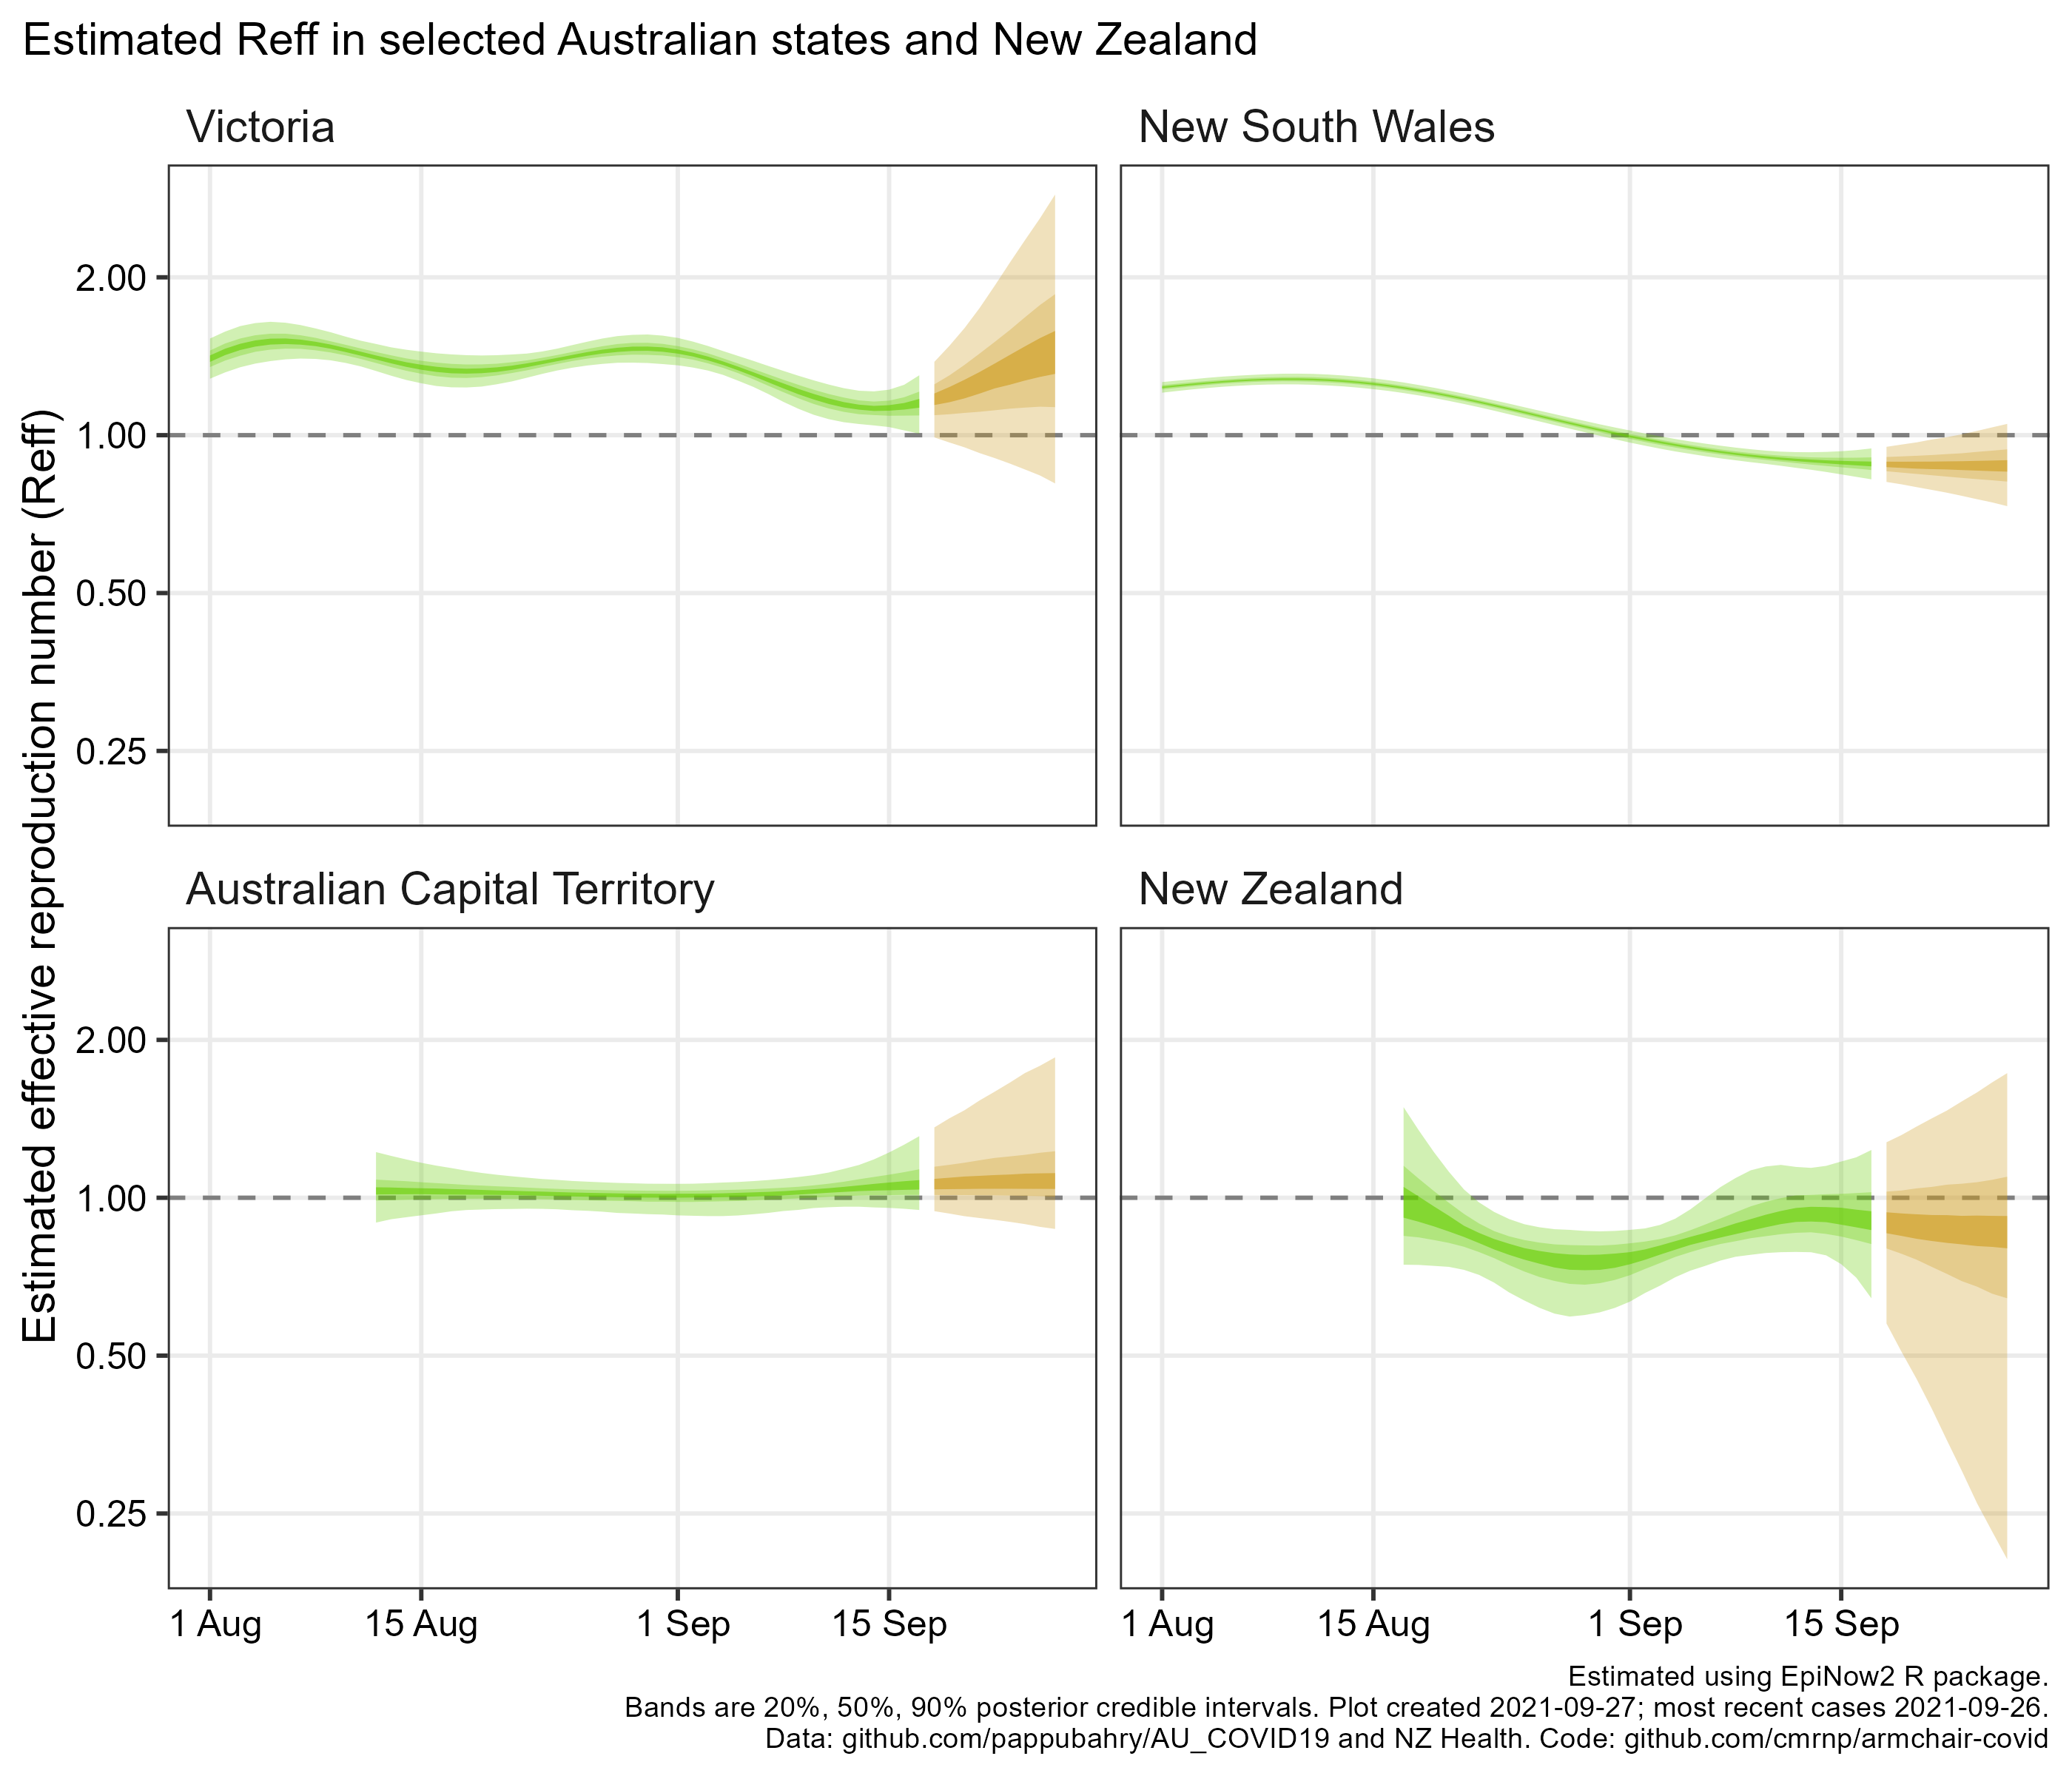 Estimated Reff in selected Australian states and New Zealand
Victoria
New South Wales
Estimated effective reproduction number (Reff)
2.00
1.00
0.50
0.25
Australian Capital Territory
New Zealand
2.00
1.00
0.50
0.25
1 Aug
15 Aug
1 Sep
15 Sep
1 Aug
15 Aug
1 Sep
15 Sep
Estimated using EpiNow2 R package.
Bands are 20%, 50%, 90% posterior credible intervals. Plot created 2021-09-27; most recent cases 2021-09-26.
Data: github.com/pappubahry/AU_COVID19 and NZ Health. Code: github.com/cmrnp/armchair-covid